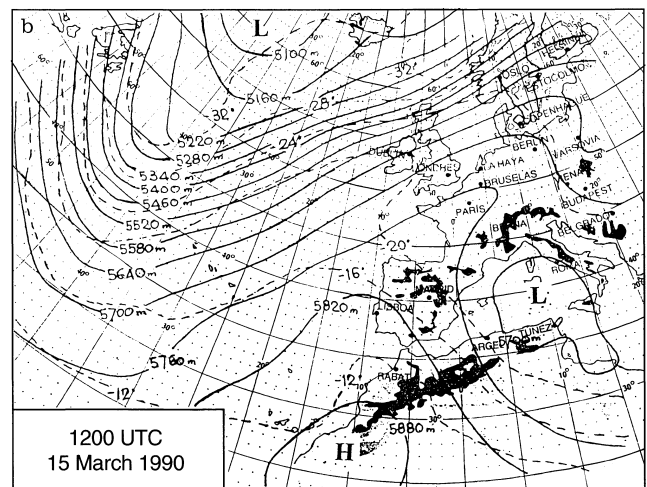 b
L
5100m
-32°
5160m
-28°
-32°
-24°
5220m
5280m
5340m
5400m
5460m
5520m
5580m
5640m
5700m
5760m
-12°
-20°
-16°
5820m
-12°
5880m
OSLO
ESTOCOLMO
COPENHAGUE
BERLIN
VARSOVIA
DUBLIN
LONDRES
LA HAYA
BRUSELAS
VIENA
BUDAPEST
PARIS
BERNA
BELGRADO
ROMA
L
MADRID
LISBOA
ARGEL
TUNEZ
RABAT
H
1200 UTC
15 March 1990